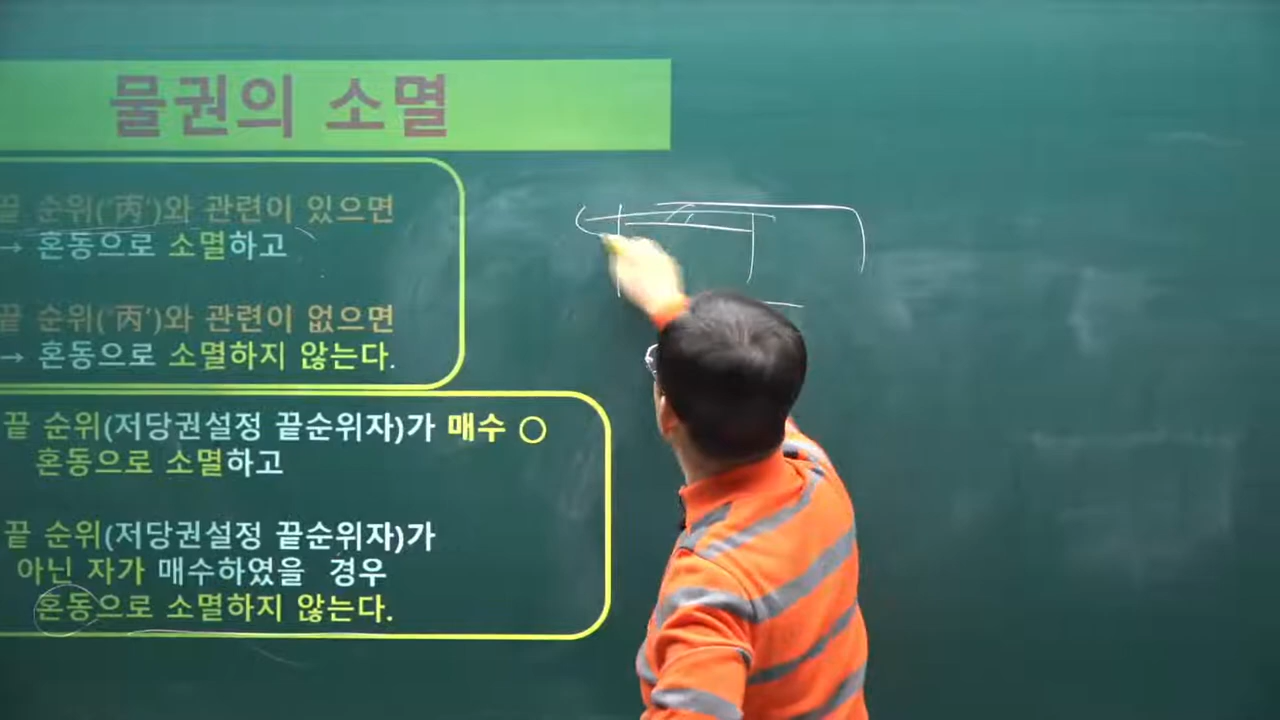 물권의 소멸
끝 순위('丙')와 관련이 있으면
→ 혼동으로 소멸하고
끝 순위('丙')와 관련이 없으면
→ 혼동으로 소멸하지 않는다.
끝 순위(저당권설정 끝순위자)가 매수 ○
혼동으로 소멸하고
끝 순위(저당권설정 끝순위자)가
아닌 자가 매수하였을 경우
혼동으로 소멸하지 않는다.